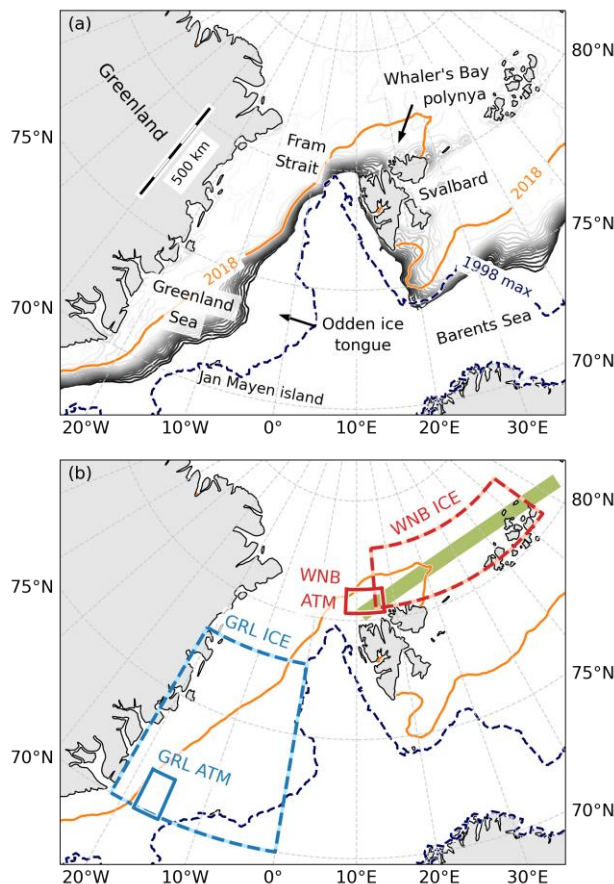 (a)
80°N
Greenland
Whaler's Bay
polynya
75°N
500 km
Fram
Strait
Svalbard
2018
75°N
2018
70°N
Greenland
Sea
1998 max
Odden ice
tongue
Barents Sea
Jan Mayen island
70°N
20°W
10°W
0°
10°E
20°E
30°E
(b)
80°N
WNB ICE
75°N
WNB
ATM
GRL ICE
75°N
GRL ATM
70°N
70°N
20°W
10°W
0°
10°E
20°E
30°E